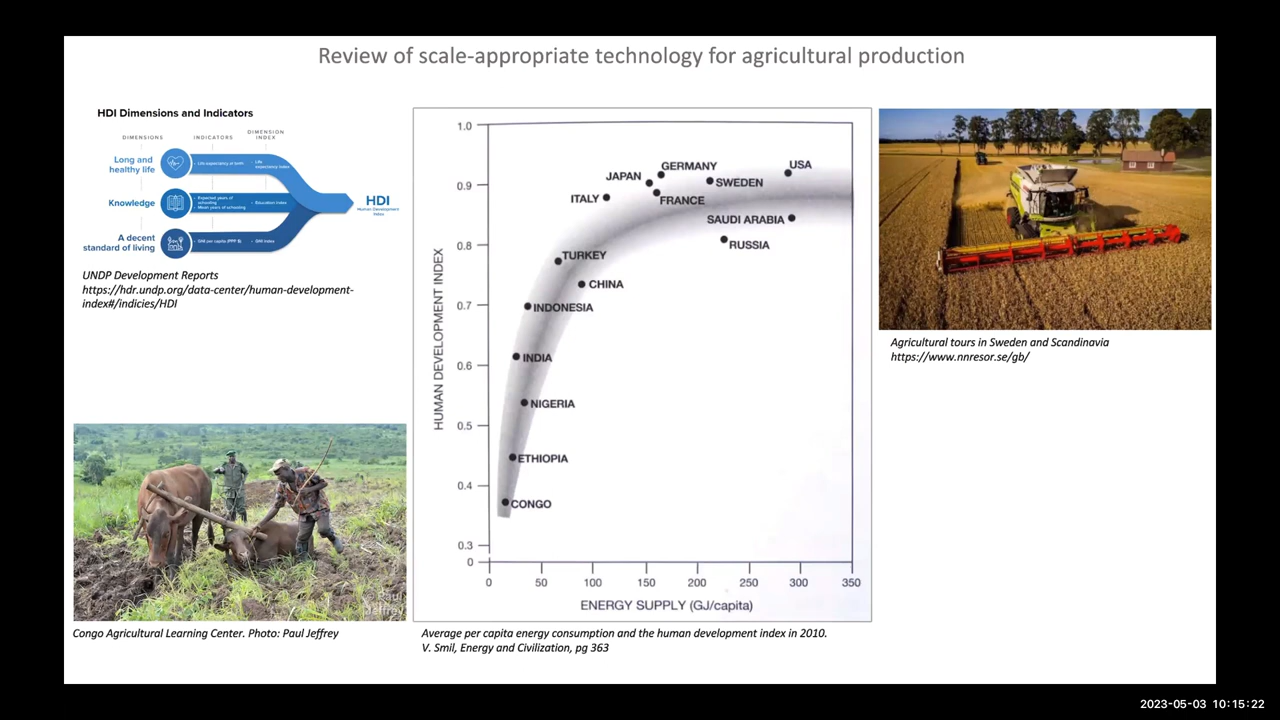 Review of scale-appropriate technology for agricultural production
HDI Dimensions and Indicators
DIMENSIONS
INDICATORS
DIMENSION
INDEX
Long and
healthy life
Life expectancy at birth
Life
expectancy index
Knowledge
Expected years of
schooling
Mean years of schooling
Education index
A decent
standard of living
GNI per capita (PPP $)
GNI index
HDI
Human Development
Index
UNDP Development Reports
https://hdr.undp.org/data-center/human-development-
index#/indicies/HDI
Paul
Jeffrey
Congo Agricultural Learning Center. Photo: Paul Jeffrey
HUMAN DEVELOPMENT INDEX
1.0
0.9
0.8
0.7
0.6
0.5
0.4
0.3
0
GERMANY
USA
JAPAN
SWEDEN
ITALY
FRANCE
SAUDI ARABIA
RUSSIA
TURKEY
CHINA
INDONESIA
INDIA
NIGERIA
ETHIOPIA
CONGO
0 50 100 150 200 250 300 350
ENERGY SUPPLY (GJ/capita)
Average per capita energy consumption and the human development index in 2010.
V. Smil, Energy and Civilization, pg 363
Agricultural tours in Sweden and Scandinavia
https://www.nnresor.se/gb/
2023-05-03 10:15:22